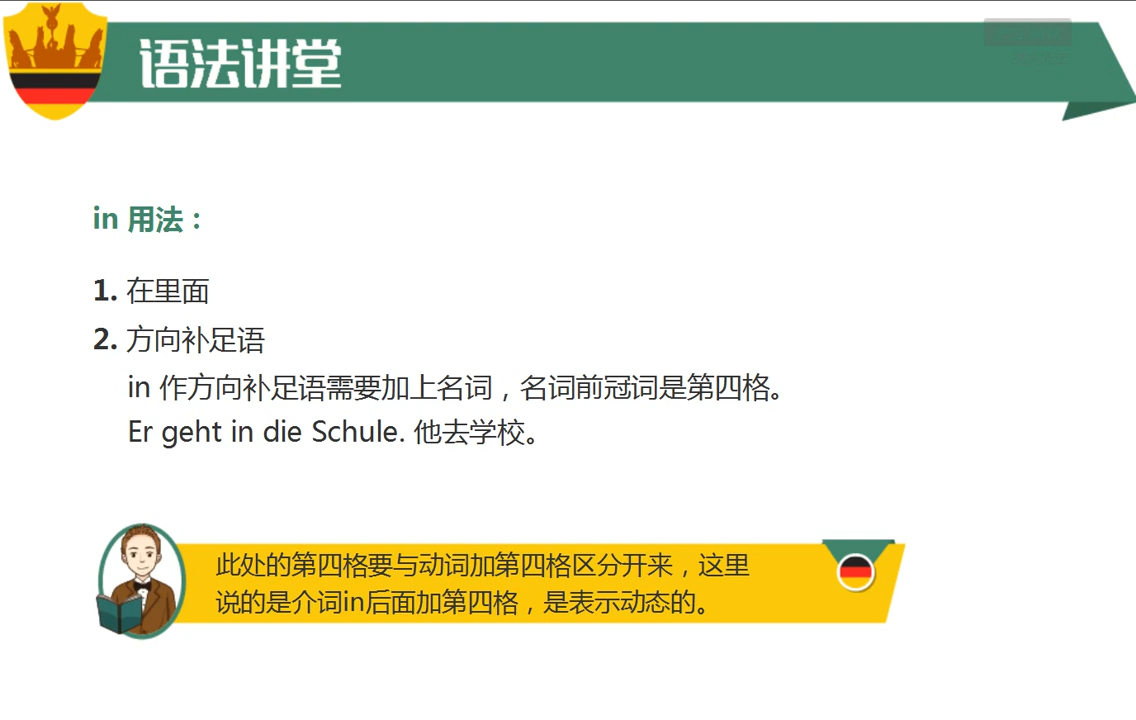 语法讲堂
in 用法：
1. 在里面
2. 方向补足语
in 作方向补足语需要加上名词，名词前冠词是第四格。
Er geht in die Schule. 他去学校。
此处的第四格要与动词加第四格区分开来，这里
说的是介词in后面加第四格，是表示动态的。